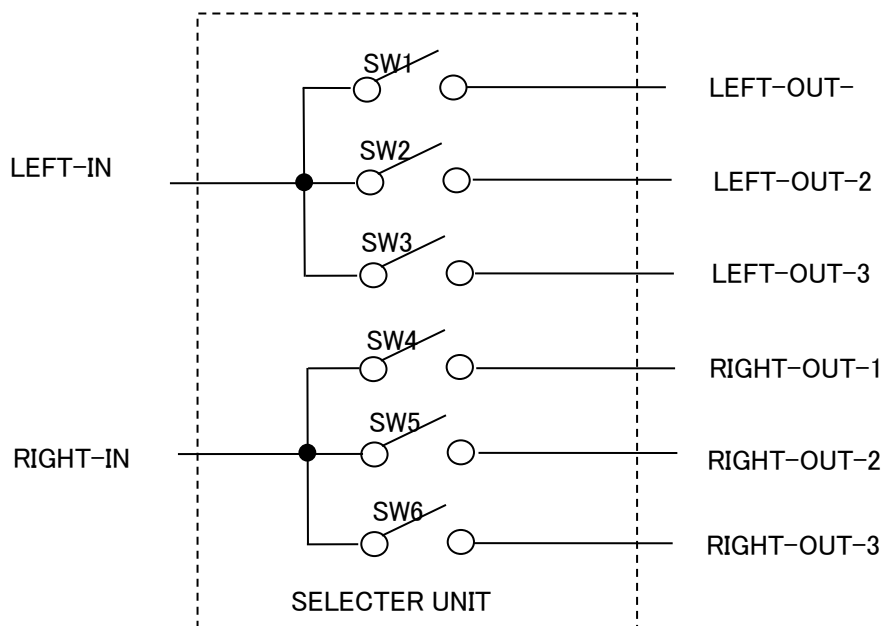 SW1
LEFT-OUT-
LEFT-IN
SW2
LEFT-OUT-2
SW3
LEFT-OUT-3
SW4
RIGHT-OUT-1
RIGHT-IN
SW5
RIGHT-OUT-2
SW6
RIGHT-OUT-3
SELECTER UNIT